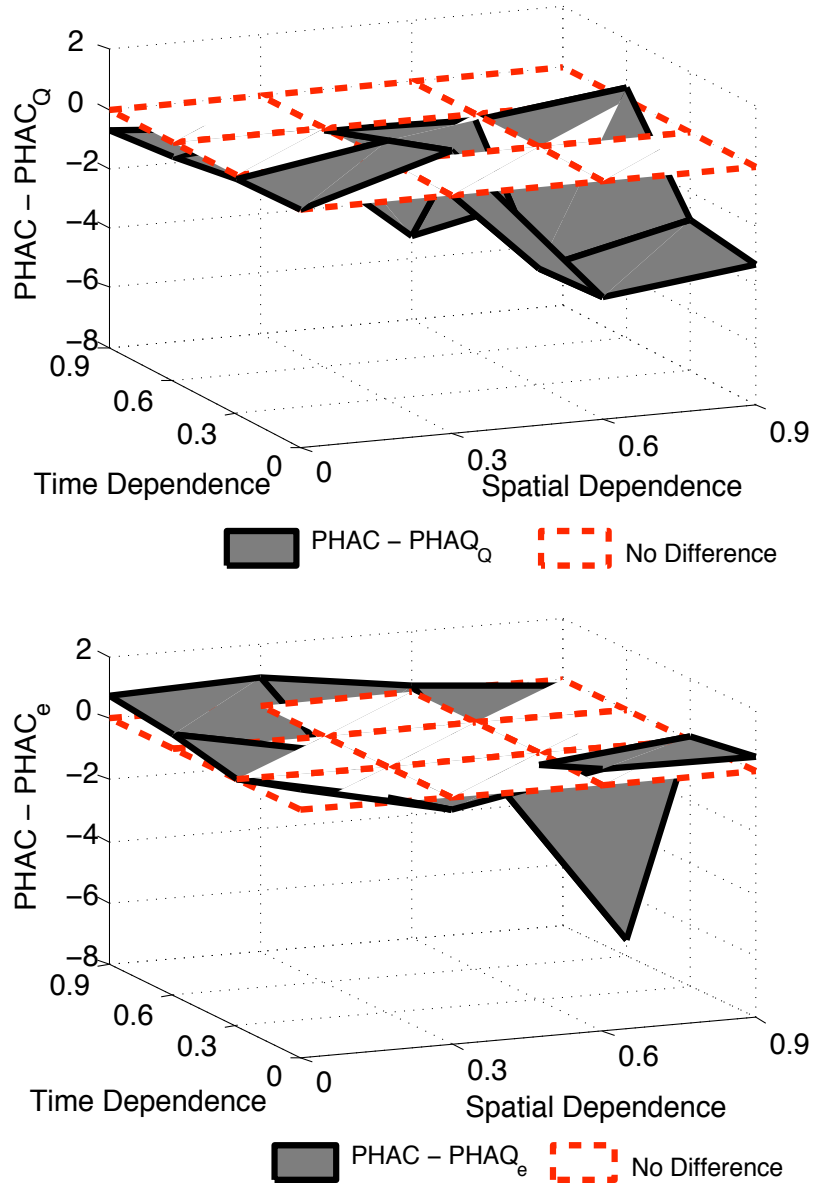 2
0
−2
−4
−6
−8
PHAC − PHAC_Q
0.9
0.6
0.3
0
Time Dependence
0
0.3
0.6
0.9
Spatial Dependence
PHAC − PHAQ_Q
No Difference
2
0
−2
−4
−6
−8
PHAC − PHAC_e
0.9
0.6
0.3
0
Time Dependence
0
0.3
0.6
0.9
Spatial Dependence
PHAC − PHAQ_e
No Difference